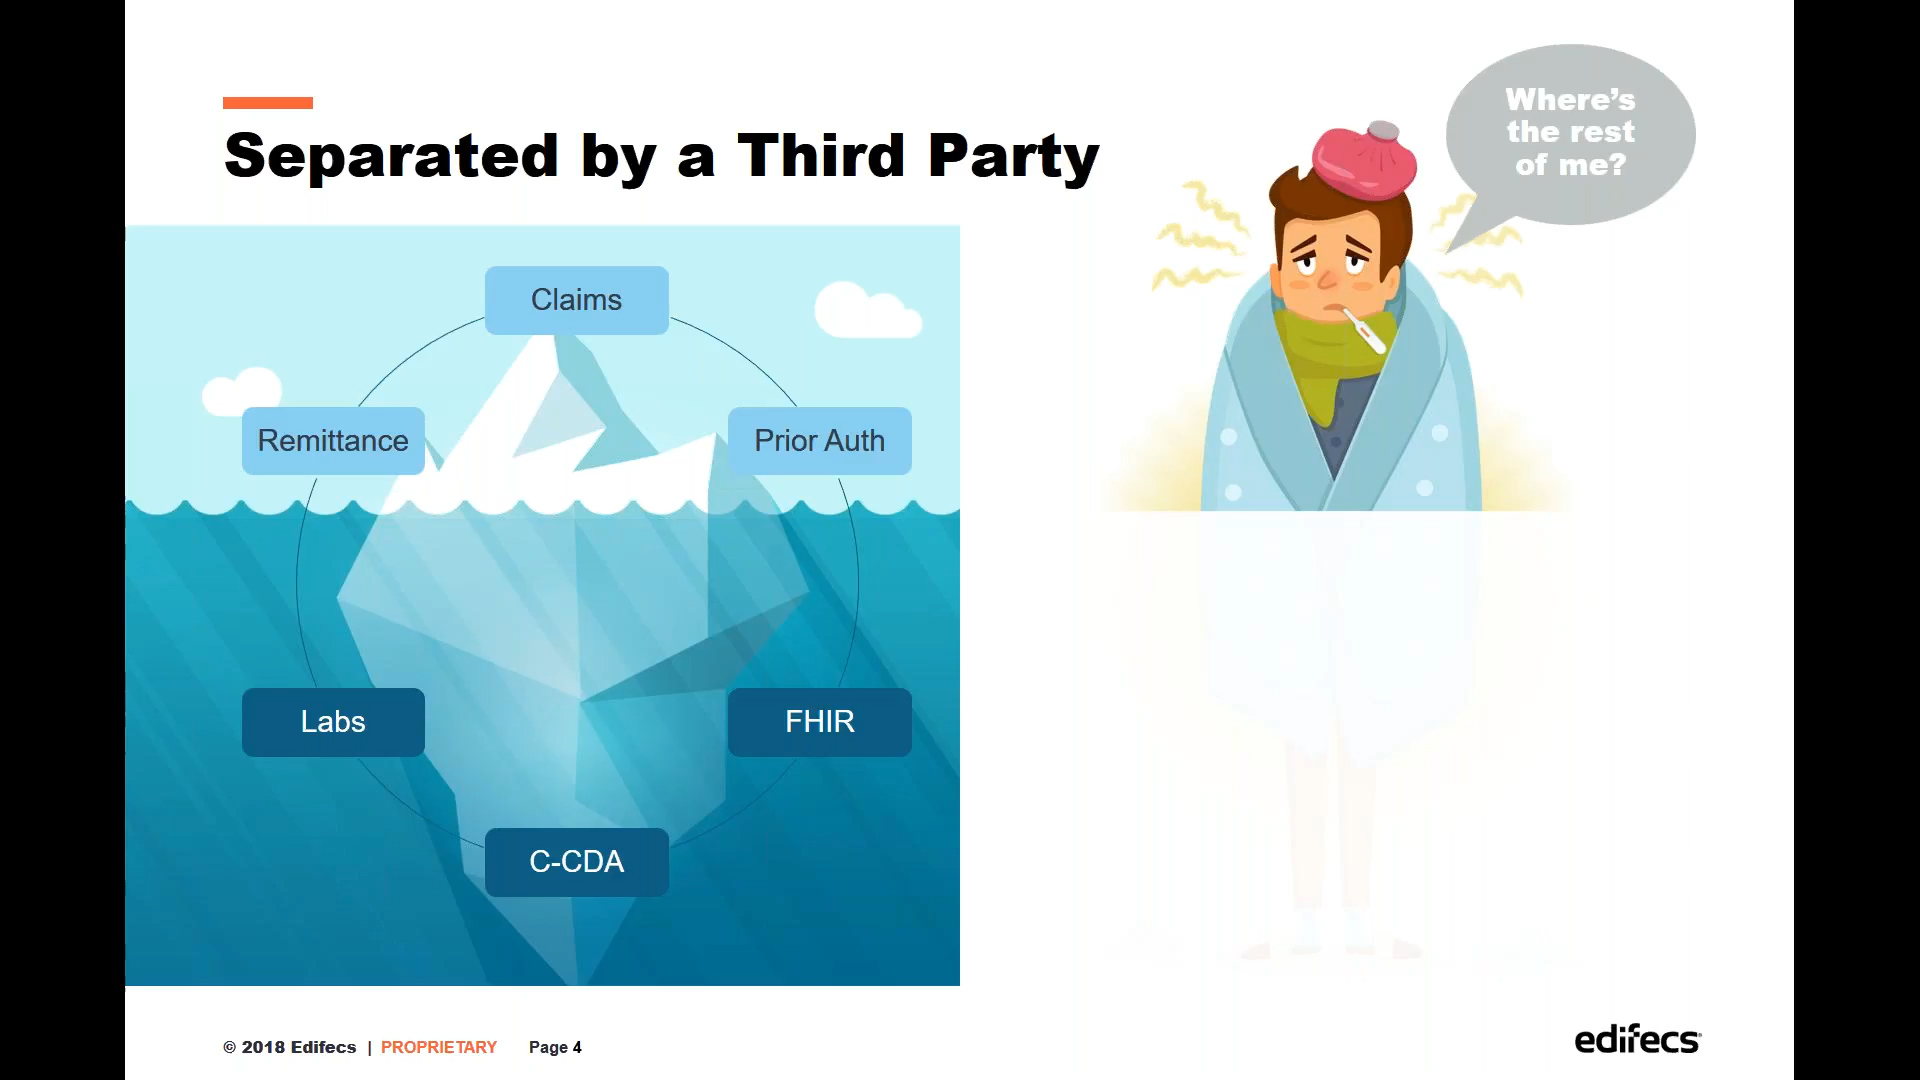 Separated by a Third Party
Where’s
the rest
of me?
Claims
Remittance
Prior Auth
Labs
FHIR
C-CDA
© 2018 Edifecs | PROPRIETARY Page 4
edifecs